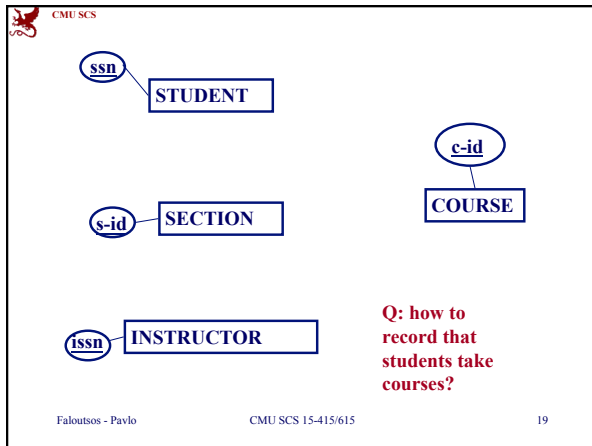 CMU SCS
ssn
STUDENT
c-id
COURSE
s-id
SECTION
issn
INSTRUCTOR
Q: how to
record that
students take
courses?
Faloutsos - Pavlo
CMU SCS 15-415/615
19